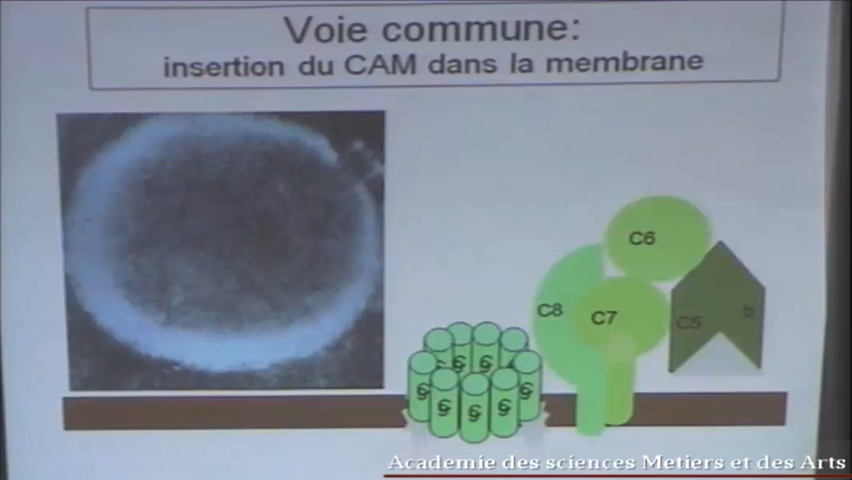 Voie commune:
insertion du CAM dans la membrane
C6
C8
C7
C5
b
Academie des sciences Metiers et des Arts